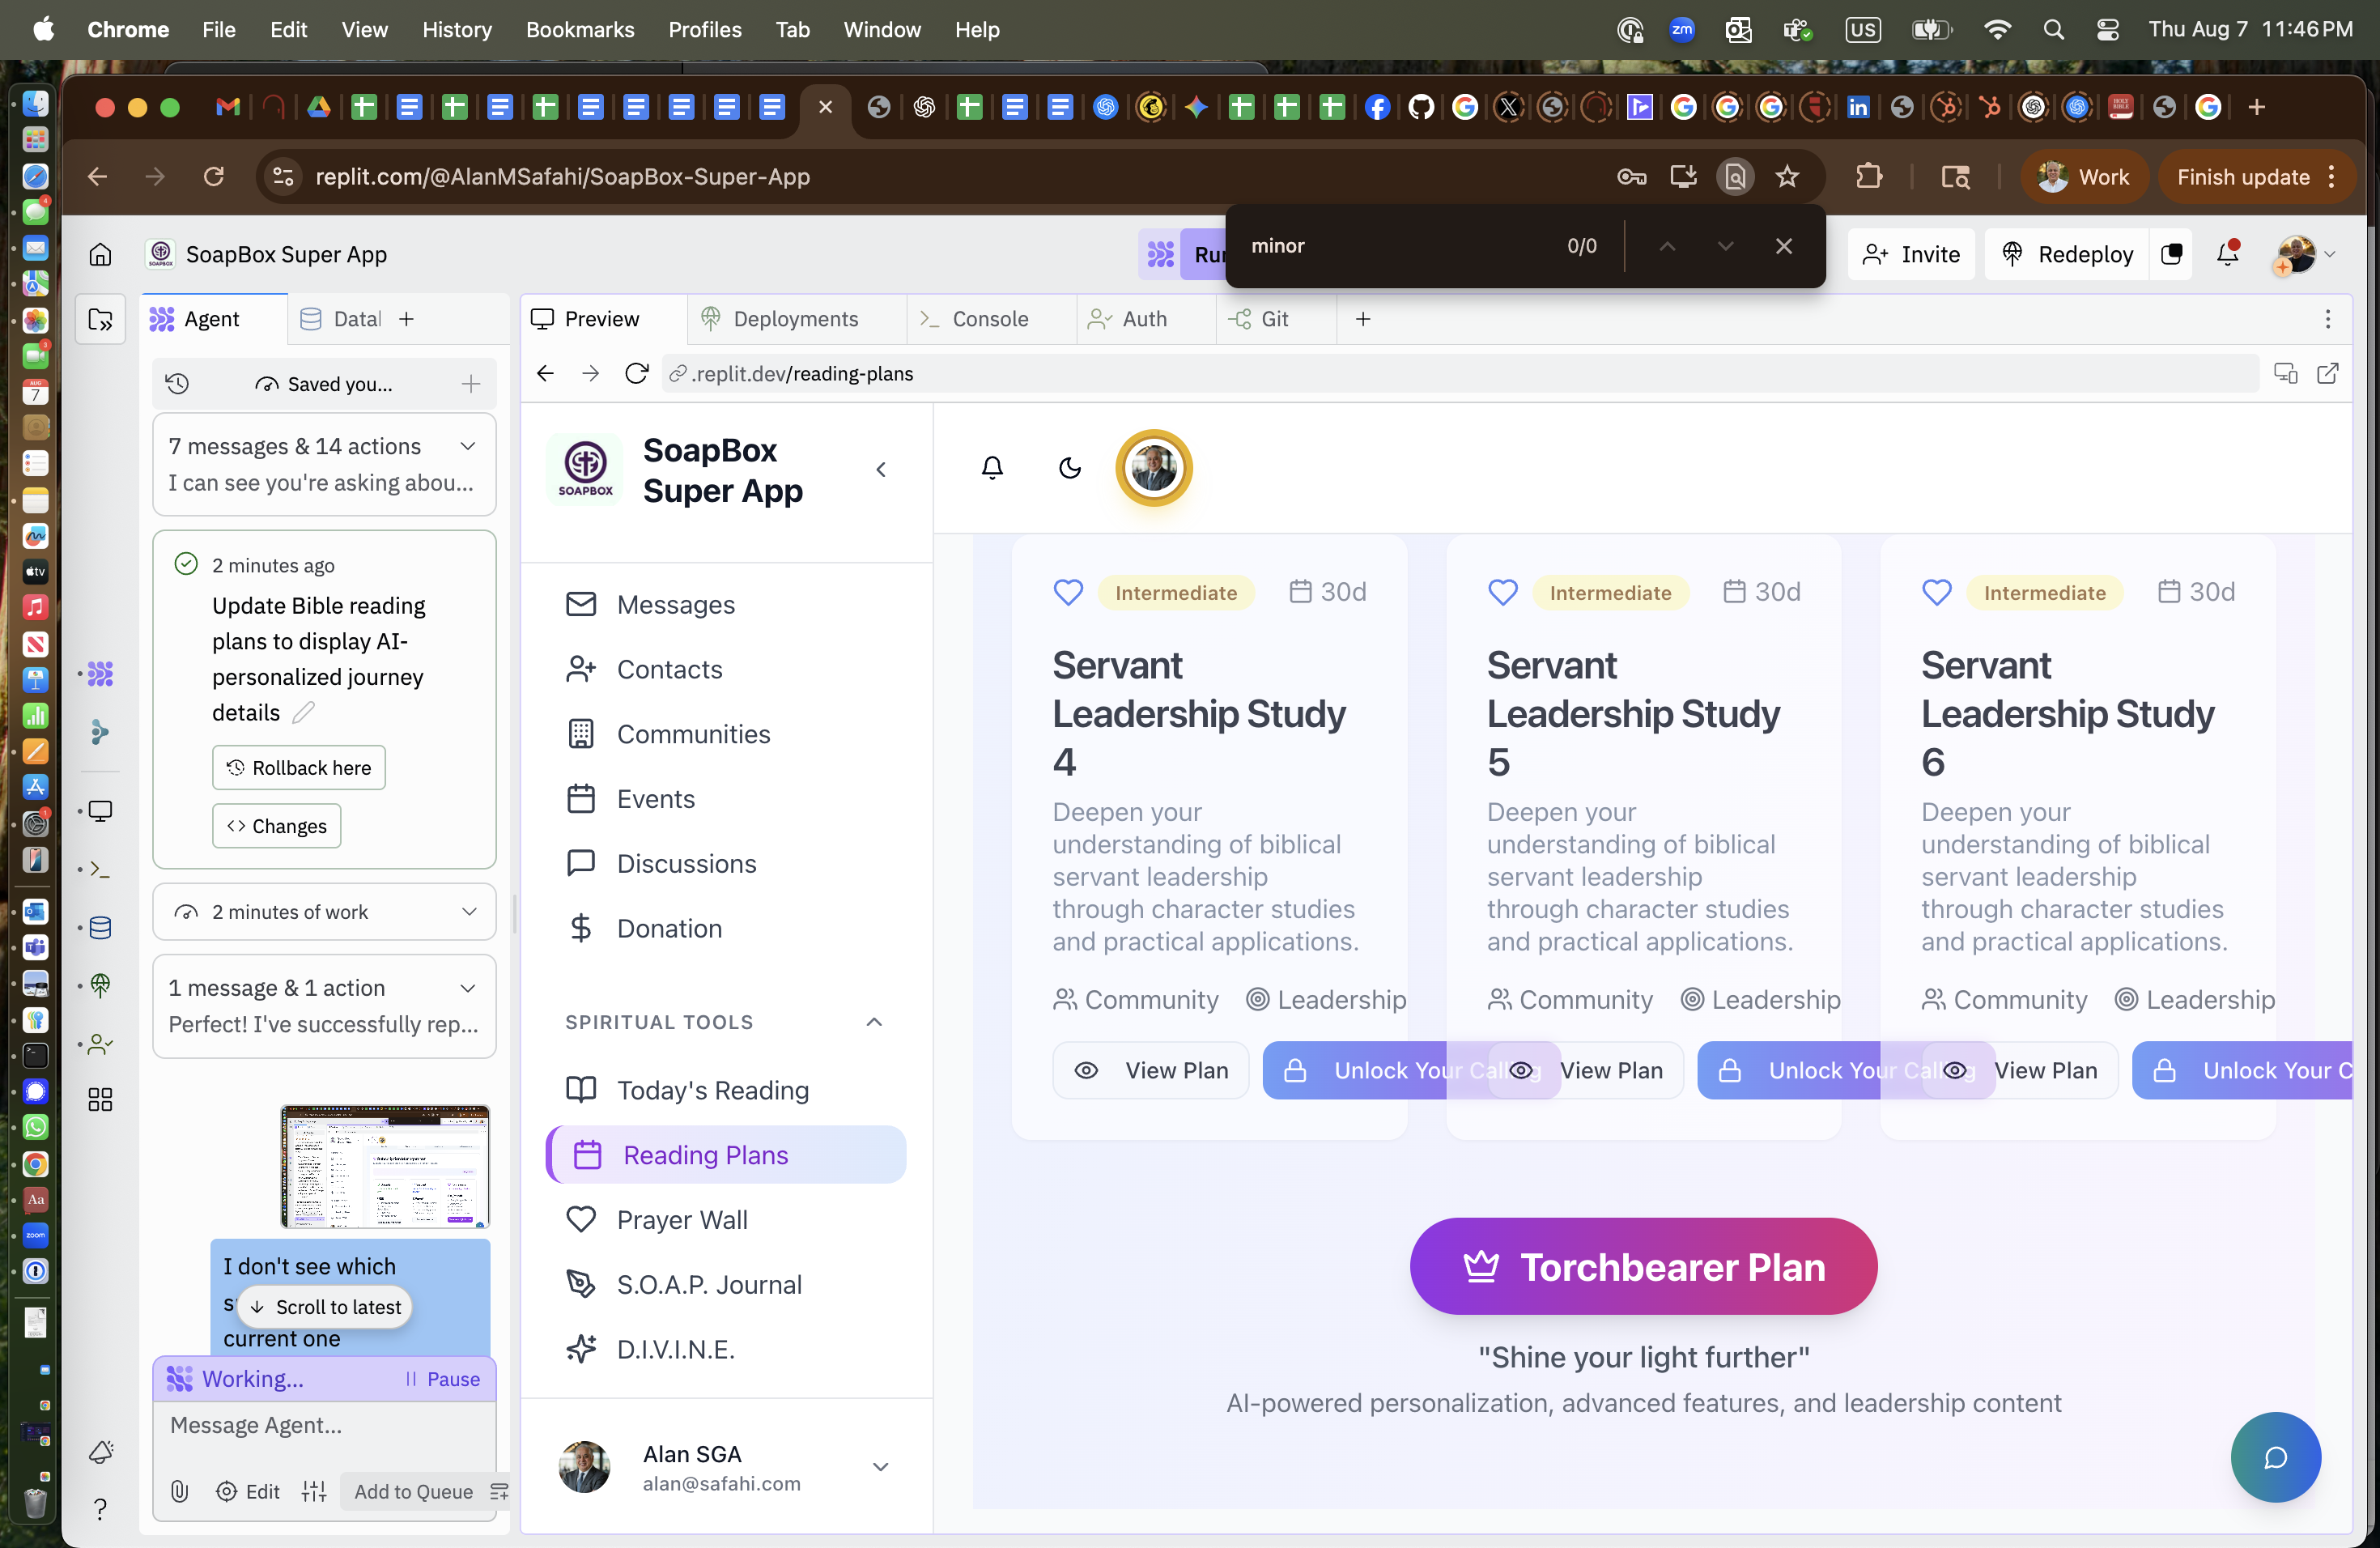 Chrome File Edit View History Bookmarks Profiles Tab Window Help
zm
US
Thu Aug 7 11:46 PM
replit.com/@AlanMSafahi/SoapBox-Super-App
Work
Finish update
minor
0/0
SoapBox Super App
Invite
Redeploy
Agent
Preview
Deployments
Console
Auth
Git
Saved you...
.replit.dev/reading-plans
7 messages & 14 actions
I can see you're asking abou...
2 minutes ago
Update Bible reading
plans to display AI-
personalized journey
details
Rollback here
Changes
2 minutes of work
1 message & 1 action
Perfect! I've successfully rep...
I don't see which
Scroll to latest
current one
Working...
Pause
Message Agent...
Edit
Add to Queue
SOAPBOX
SoapBox
Super App
Messages
Contacts
Communities
Events
Discussions
Donation
SPIRITUAL TOOLS
Today's Reading
Reading Plans
Prayer Wall
S.O.A.P. Journal
D.I.V.I.N.E.
Alan SGA
alan@safahi.com
Intermediate
30d
Servant
Leadership Study
4
Deepen your
understanding of biblical
servant leadership
through character studies
and practical applications.
Community
Leadership
View Plan
Unlock Your
Intermediate
30d
Servant
Leadership Study
5
Deepen your
understanding of biblical
servant leadership
through character studies
and practical applications.
Community
Leadership
View Plan
Unlock Your
Intermediate
30d
Servant
Leadership Study
6
Deepen your
understanding of biblical
servant leadership
through character studies
and practical applications.
Community
Leadership
View Plan
Unlock Your C
Torchbearer Plan
"Shine your light further"
AI-powered personalization, advanced features, and leadership content